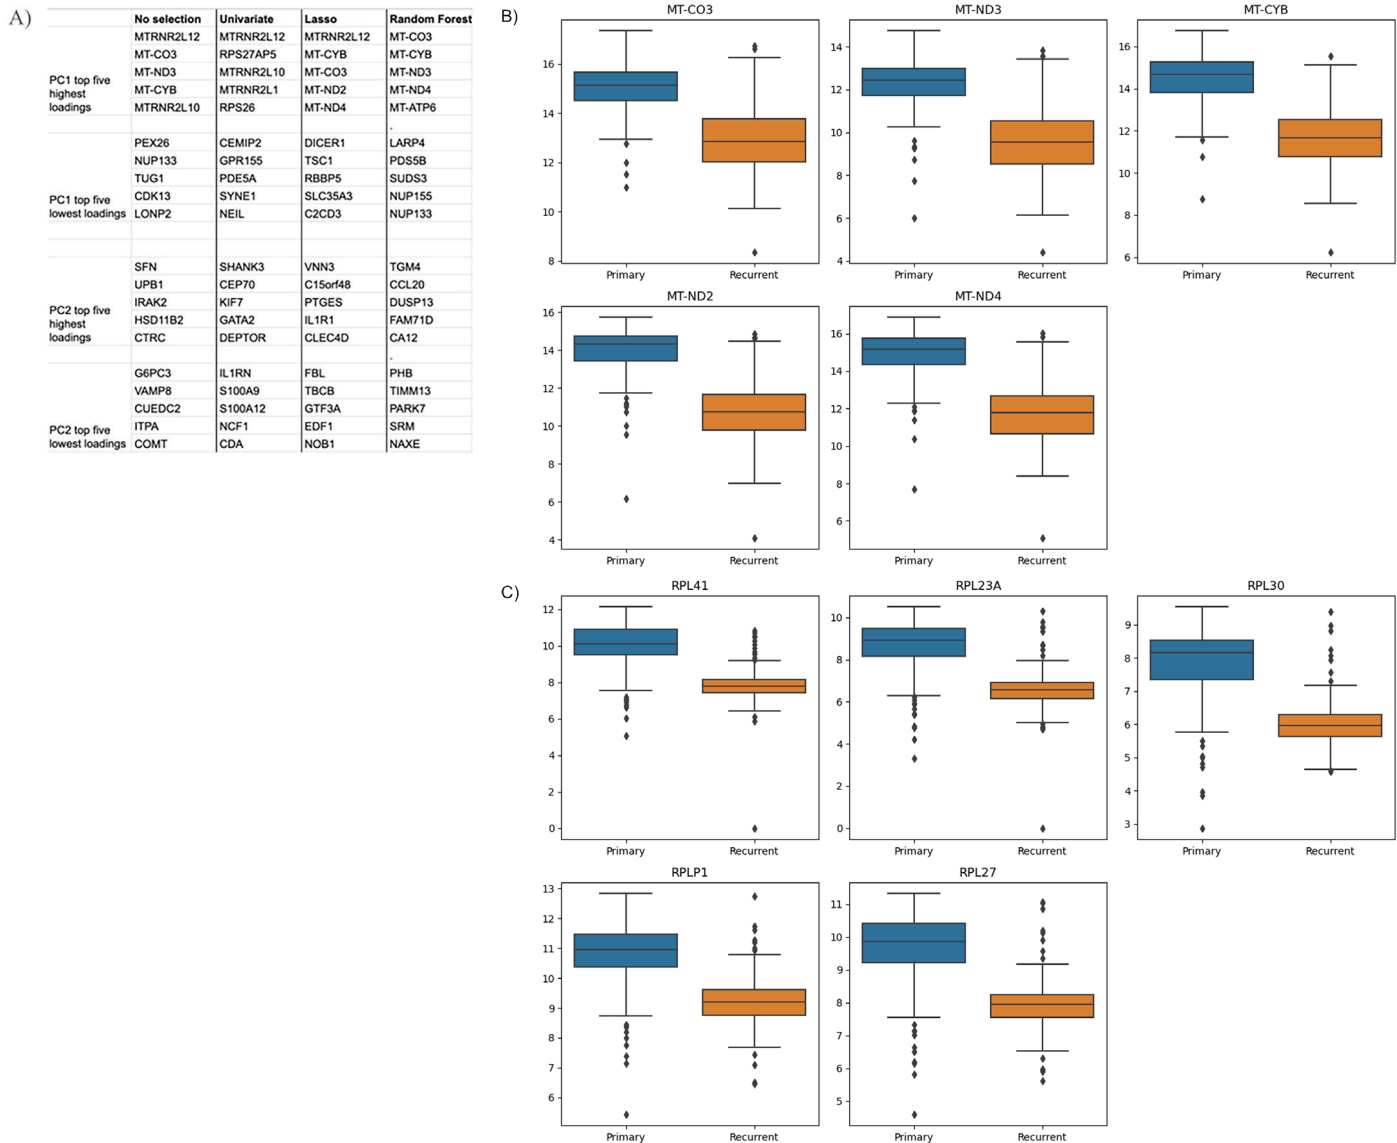 A)
No selection Univariate Lasso Random Forest
MTRNR2L12 MTRNR2L12 MTRNR2L12 MT-CO3
MT-CO3 RPS27AP5 MT-CYB MT-CYB
PC1 top five MT-ND3 MTRNR2L10 MT-CO3 MT-ND3
highest MT-CYB MTRNR2L1 MT-ND2 MT-ND4
loadings MTRNR2L10 RPS26 MT-ND4 MT-ATP6
.
PEX26 CEMIP2 DICER1 LARP4
NUP133 GPR155 TSC1 PDS5B
TUG1 PDE5A RBBP5 SUDS3
PC1 top five CDK13 SYNE1 SLC35A3 NUP155
lowest loadings LONP2 NEIL C2CD3 NUP133
SFN SHANK3 VNN3 TGM4
UPB1 CEP70 C15orf48 CCL20
PC2 top five IRAK2 KIF7 PTGES DUSP13
highest HSD11B2 GATA2 IL1R1 FAM71D
loadings CTRC DEPTOR CLEC4D CA12
.
G6PC3 IL1RN FBL PHB
VAMP8 S100A9 TBCB TIMM13
CUEDC2 S100A12 GTF3A PARK7
PC2 top five ITPA NCF1 EDF1 SRM
lowest loadings COMT CDA NOB1 NAXE
B)
MT-CO3
16
14
12
10
8
Primary Recurrent
MT-ND3
14
12
10
8
6
4
Primary Recurrent
MT-CYB
16
14
12
10
8
6
Primary Recurrent
MT-ND2
16
14
12
10
8
6
4
Primary Recurrent
MT-ND4
16
14
12
10
8
6
Primary Recurrent
C)
RPL41
12
10
8
6
4
2
0
Primary Recurrent
RPL23A
10
8
6
4
2
0
Primary Recurrent
RPL30
9
8
7
6
5
4
3
Primary Recurrent
RPLP1
13
12
11
10
9
8
7
6
Primary Recurrent
RPL27
11
10
9
8
7
6
5
Primary Recurrent